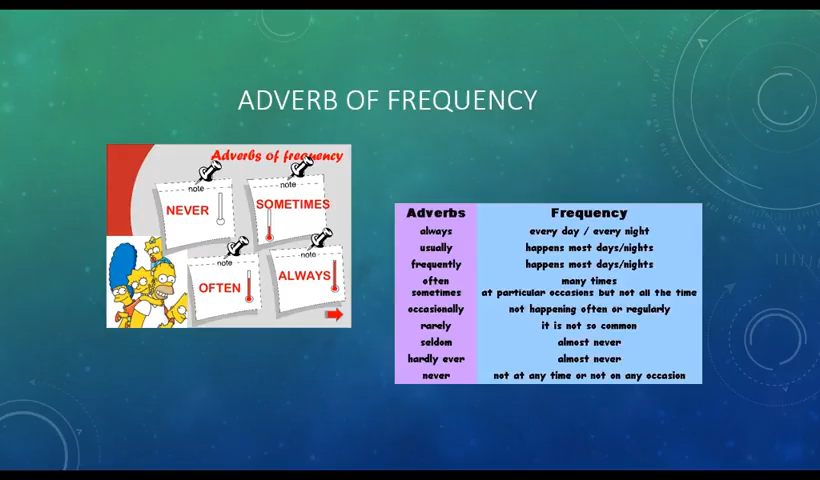 ADVERB OF FREQUENCY
Adverbs of frequency
note
note
NEVER
SOMETIMES
note
note
OFTEN
ALWAYS
Adverbs Frequency
always every day / every night
usually happens most days/nights
frequently happens most days/nights
often many times
sometimes at particular occasions but not all the time
occasionally not happening often or regularly
rarely it is not so common
seldom almost never
hardly ever almost never
never not at any time or not on any occasion